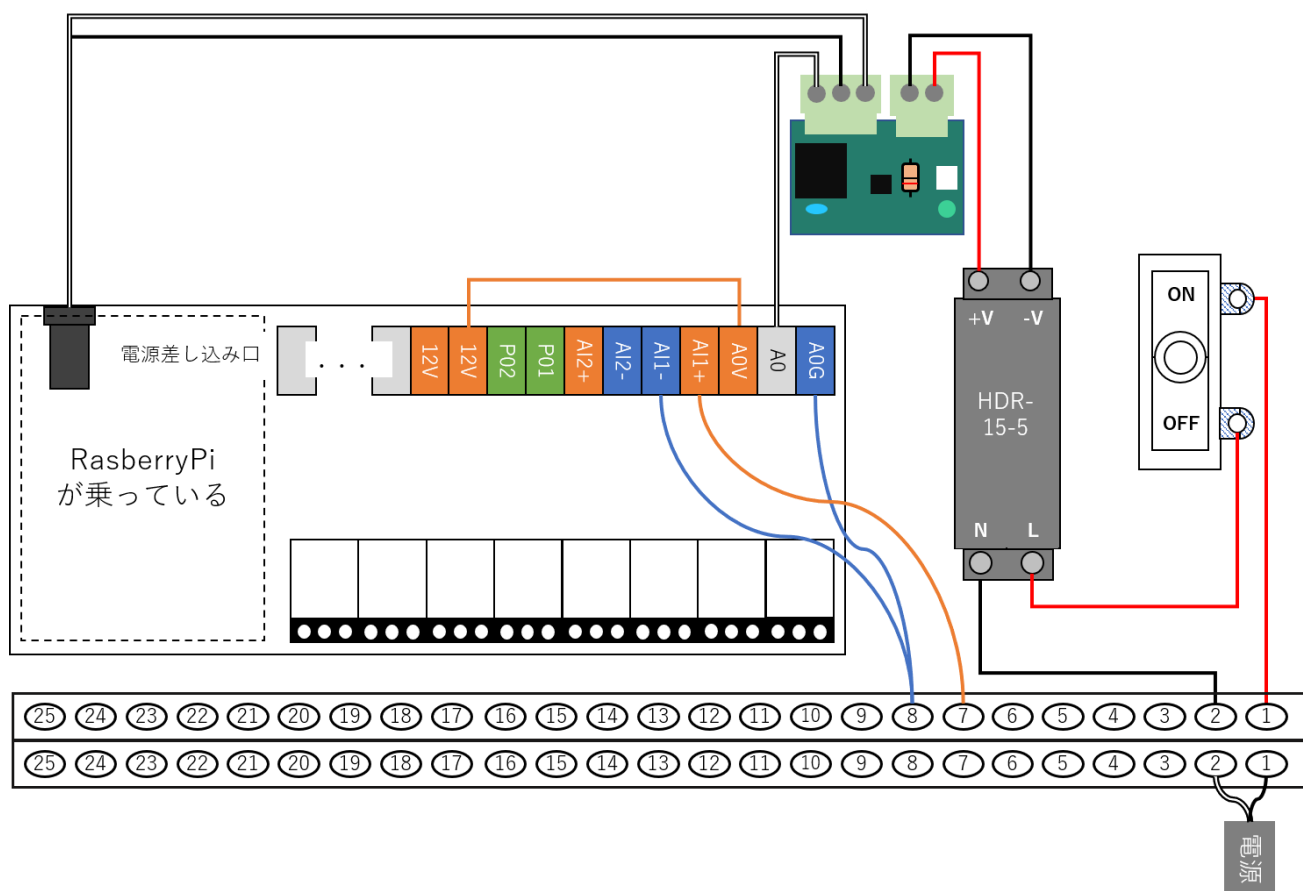 ON
OFF
+V
-V
HDR-
15-5
N
L
電源差し込み口
・・・
12V
12V
P02
P01
AI2+
AI2-
AI1-
AI1+
A0V
A0
A0G
RasberryPi
が乗っている
25 24 23 22 21 20 19 18 17 16 15 14 13 12 11 10 9 8 7 6 5 4 3 2 1
25 24 23 22 21 20 19 18 17 16 15 14 13 12 11 10 9 8 7 6 5 4 3 2 1
電源